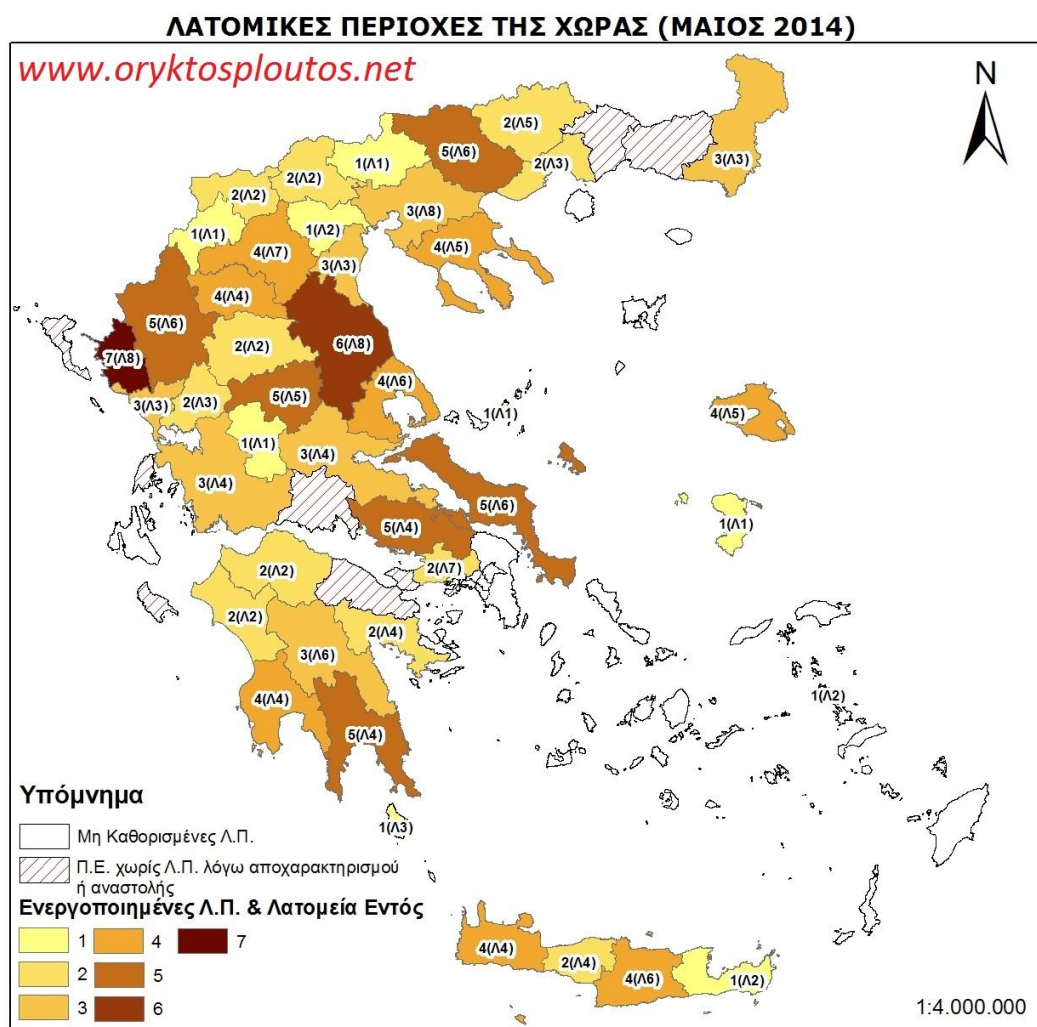 ΛΑΤΟΜΙΚΕΣ ΠΕΡΙΟΧΕΣ ΤΗΣ ΧΩΡΑΣ (ΜΑΙΟΣ 2014)
www.oryktosploutos.net
N
2(Λ5)
5(Λ6)
1(Λ1)
2(Λ3)
3(Λ3)
2(Λ2)
2(Λ2)
3(Λ8)
1(Λ1)
1(Λ2)
4(Λ5)
4(Λ7)
3(Λ3)
4(Λ4)
5(Λ6)
2(Λ2)
6(Λ8)
7(Λ8)
4(Λ6)
5(Λ5)
3(Λ3)
2(Λ3)
1(Λ1)
4(Λ5)
1(Λ1)
3(Λ4)
3(Λ4)
5(Λ6)
5(Λ4)
1(Λ1)
2(Λ2)
2(Λ7)
2(Λ2)
2(Λ4)
3(Λ6)
4(Λ4)
1(Λ2)
5(Λ4)
1(Λ3)
4(Λ4)
2(Λ4)
4(Λ6)
1(Λ2)
Υπόμνημα
Μη Καθορισμένες Λ.Π.
Π.Ε. χωρίς Λ.Π. λόγω αποχαρακτηρισμού
ή αναστολής
Ενεργοποιημένες Λ.Π. & Λατομεία Εντός
1 4 7
2 5
3 6
1:4.000.000